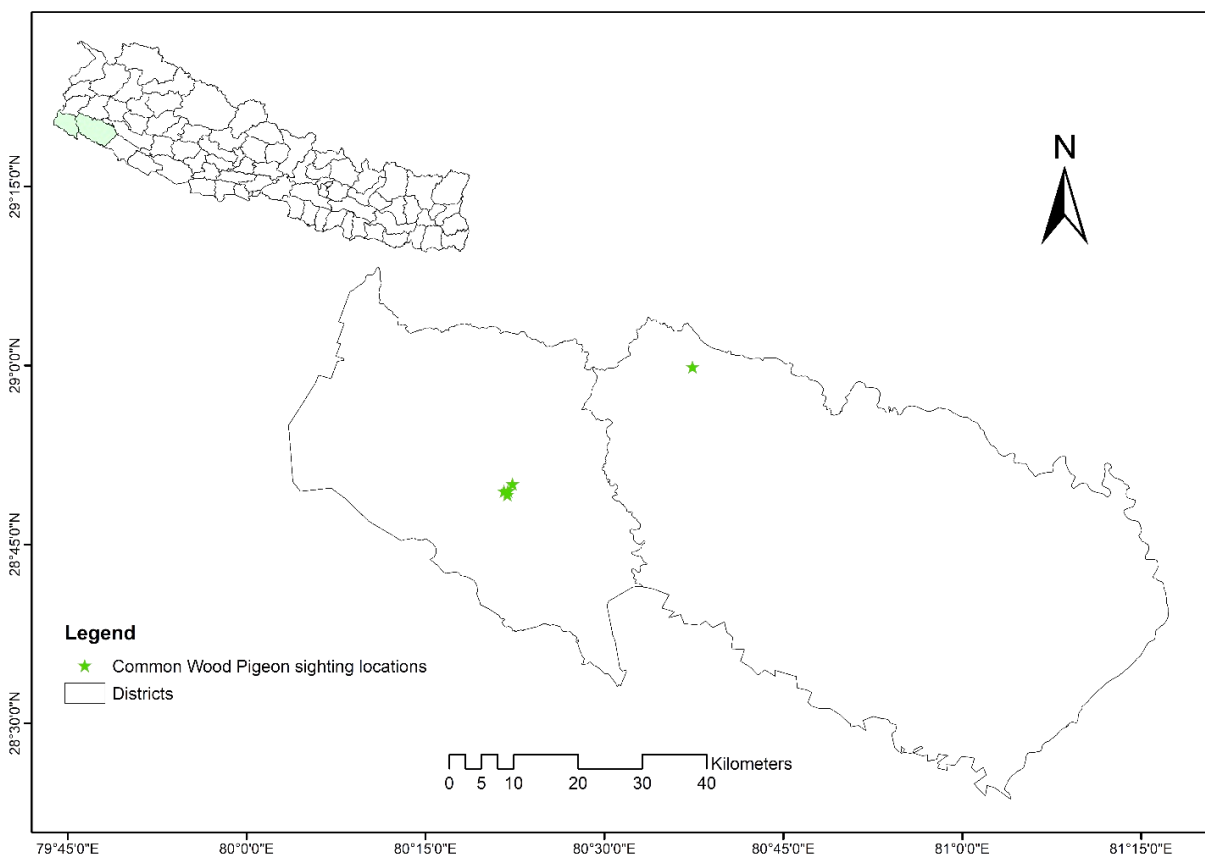 N
29°15'0"N
29°0'0"N
28°45'0"N
28°30'0"N
Legend
Common Wood Pigeon sighting locations
Districts
Kilometers
0 5 10 20 30 40
79°45'0"E 80°0'0"E 80°15'0"E 80°30'0"E 80°45'0"E 81°0'0"E 81°15'0"E